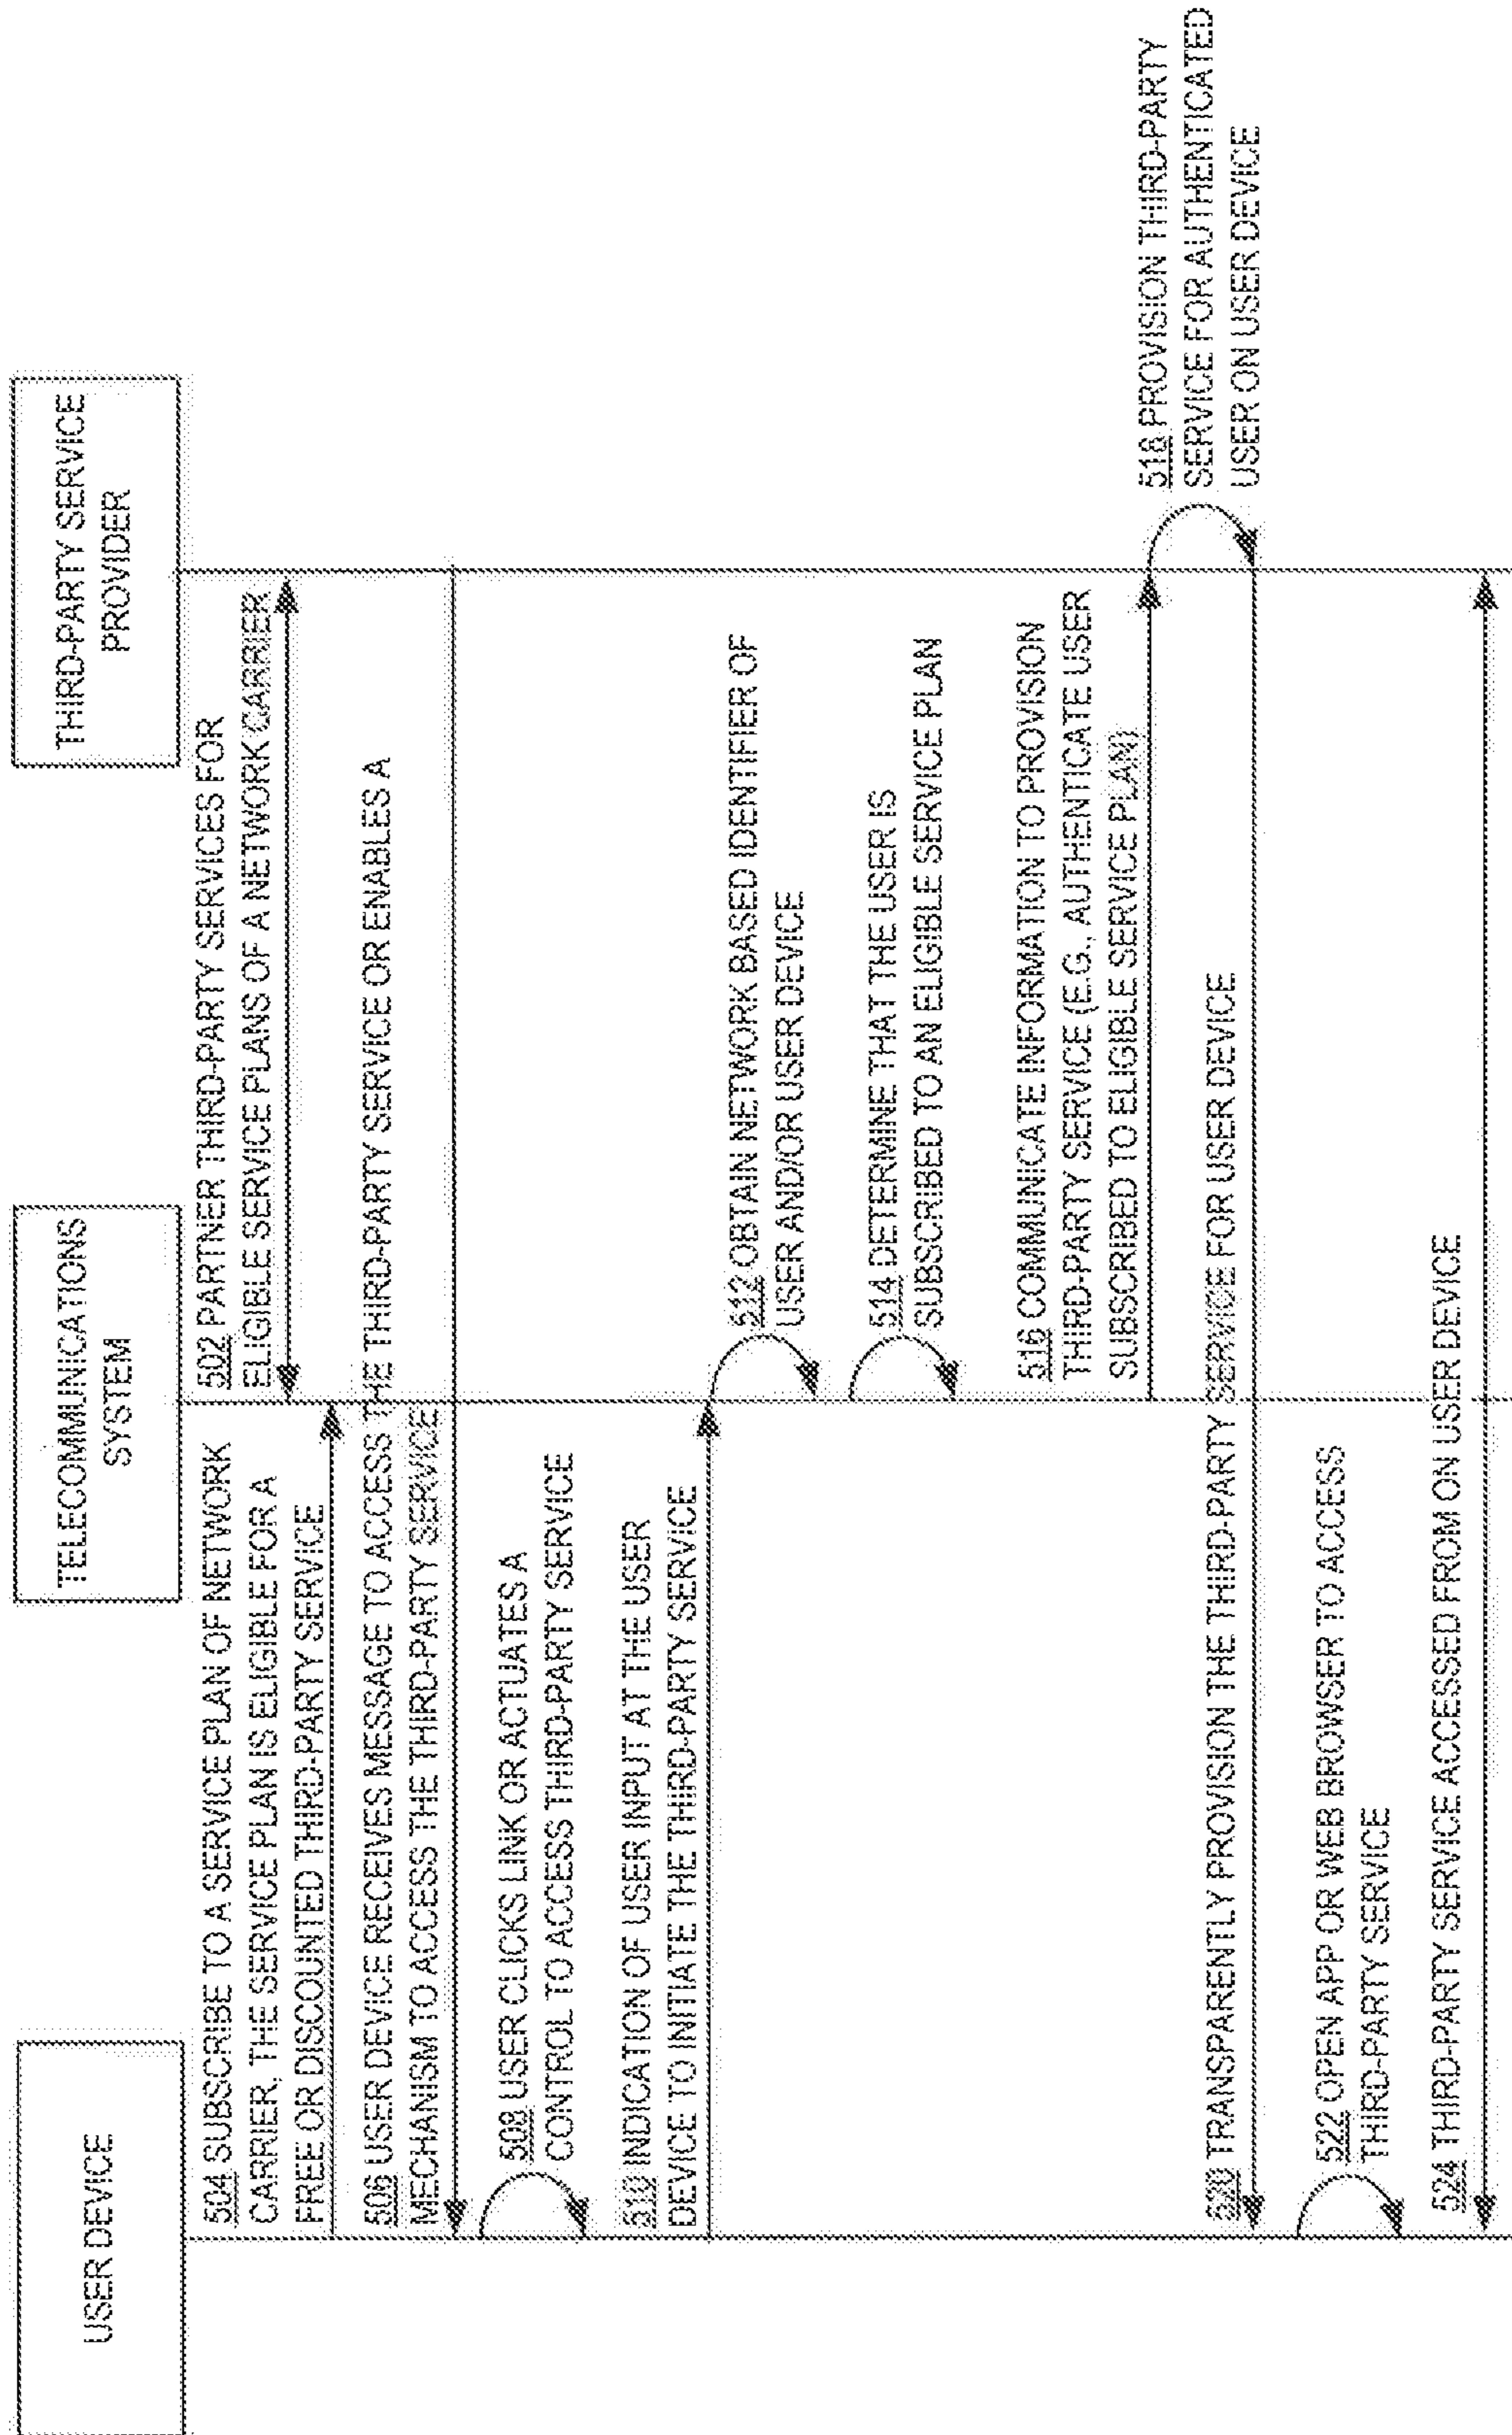 USER DEVICE
TELECOMMUNICATIONS
SYSTEM
THIRD-PARTY SERVICE
PROVIDER
502 PARTNER THIRD-PARTY SERVICES FOR
ELIGIBLE SERVICE PLANS OF A NETWORK CARRIER
504 SUBSCRIBE TO A SERVICE PLAN OF NETWORK
CARRIER, THE SERVICE PLAN IS ELIGIBLE FOR A
FREE OR DISCOUNTED THIRD-PARTY SERVICE
506 USER DEVICE RECEIVES MESSAGE TO ACCESS THE THIRD-PARTY SERVICE OR ENABLES A
MECHANISM TO ACCESS THE THIRD-PARTY SERVICE
508 USER CLICKS LINK OR ACTUATES A
CONTROL TO ACCESS THIRD-PARTY SERVICE
510 INDICATION OF USER INPUT AT THE USER
DEVICE TO INITIATE THE THIRD-PARTY SERVICE
512 OBTAIN NETWORK BASED IDENTIFIER OF
USER AND/OR USER DEVICE
514 DETERMINE THAT THE USER IS
SUBSCRIBED TO AN ELIGIBLE SERVICE PLAN
516 COMMUNICATE INFORMATION TO PROVISION
THIRD-PARTY SERVICE (E.G., AUTHENTICATE USER
SUBSCRIBED TO ELIGIBLE SERVICE PLAN)
518 PROVISION THIRD-PARTY
SERVICE FOR AUTHENTICATED
USER ON USER DEVICE
520 TRANSPARENTLY PROVISION THE THIRD-PARTY SERVICE FOR USER DEVICE
522 OPEN APP OR WEB BROWSER TO ACCESS
THIRD-PARTY SERVICE
524 THIRD-PARTY SERVICE ACCESSED FROM ON USER DEVICE